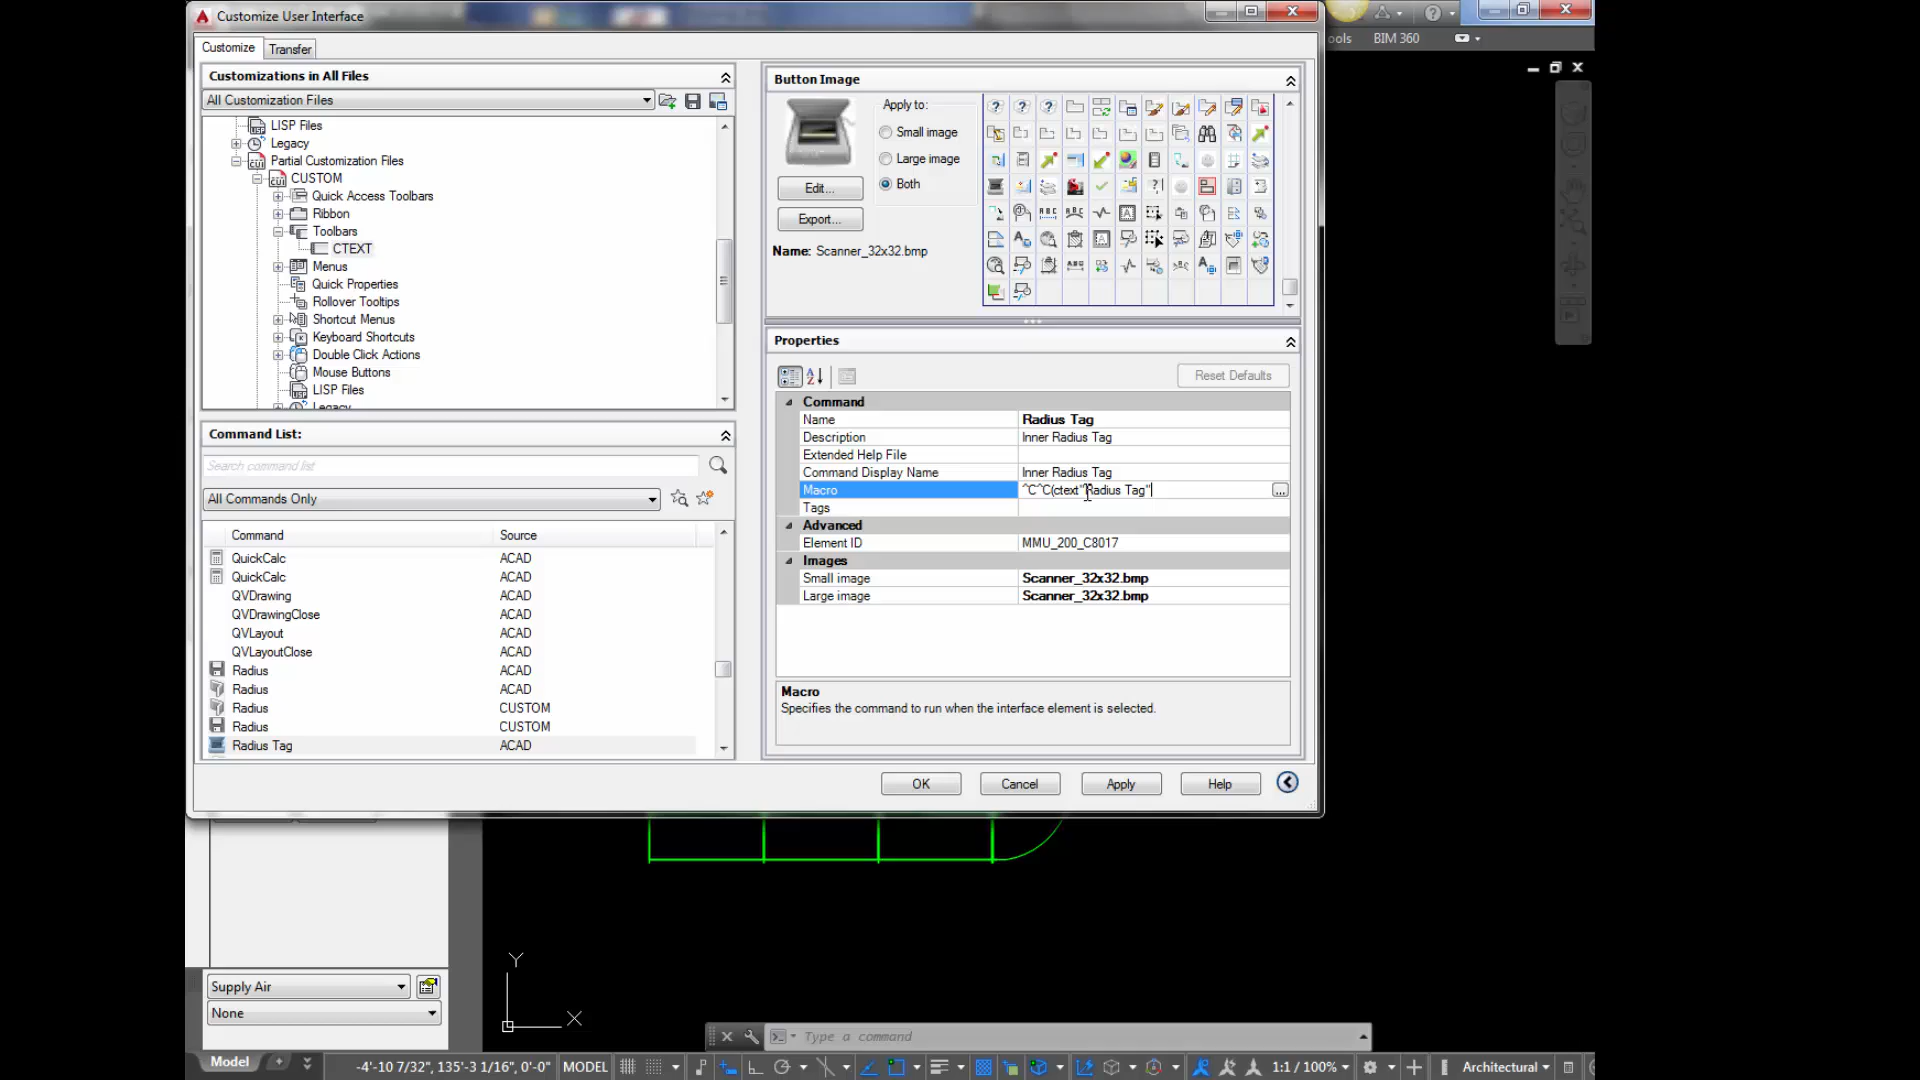 Customize User Interface
ools
BIM 360
Customize
Transfer
Customizations in All Files
All Customization Files
LISP Files
Legacy
Partial Customization Files
CUSTOM
Quick Access Toolbars
Ribbon
Toolbars
CTEXT
Menus
Quick Properties
Rollover Tooltips
Shortcut Menus
Keyboard Shortcuts
Double Click Actions
Mouse Buttons
LISP Files
Legacy
Command List:
Search command list
All Commands Only
Command Source
QuickCalc ACAD
QuickCalc ACAD
QVDrawing ACAD
QVDrawingClose ACAD
QVLayout ACAD
QVLayoutClose ACAD
Radius ACAD
Radius ACAD
Radius CUSTOM
Radius CUSTOM
Radius Tag ACAD
Button Image
Apply to:
Small image
Large image
Both
Edit...
Export...
Name: Scanner_32x32.bmp
Properties
Reset Defaults
Command
Name Radius Tag
Description Inner Radius Tag
Extended Help File
Command Display Name Inner Radius Tag
Macro ^C^C(ctext"Radius Tag" ...
Tags
Advanced
Element ID MMU_200_C8017
Images
Small image Scanner_32x32.bmp
Large image Scanner_32x32.bmp
Macro
Specifies the command to run when the interface element is selected.
OK
Cancel
Apply
Help
Supply Air
None
Y
X
Type a command
Model
-4'-10 7/32", 135'-3 1/16", 0'-0"
MODEL
1:1 / 100%
Architectural